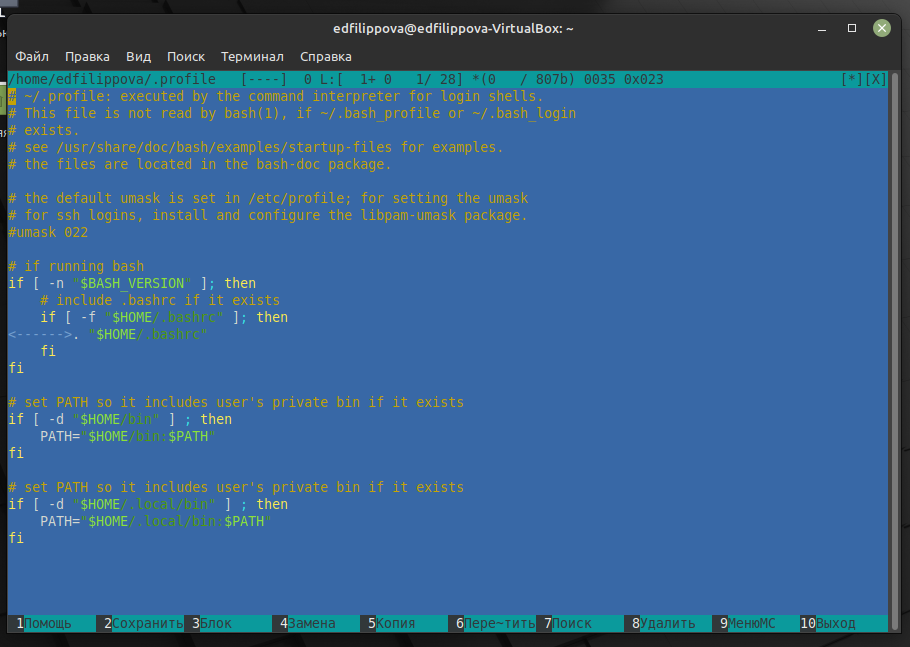 edfilippova@edfilippova-VirtualBox: ~
Файл Правка Вид Поиск Терминал Справка
/home/edfilippova/.profile [----] 0 L:[ 1+ 0 1/ 28] *(0 / 807b) 0035 0x023 [*][X]
# ~/.profile: executed by the command interpreter for login shells.
# This file is not read by bash(1), if ~/.bash_profile or ~/.bash_login
# exists.
# see /usr/share/doc/bash/examples/startup-files for examples.
# the files are located in the bash-doc package.
# the default umask is set in /etc/profile; for setting the umask
# for ssh logins, install and configure the libpam-umask package.
#umask 022
# if running bash
if [ -n "$BASH_VERSION" ]; then
# include .bashrc if it exists
if [ -f "$HOME/.bashrc" ]; then
<------>. "$HOME/.bashrc"
fi
fi
# set PATH so it includes user's private bin if it exists
if [ -d "$HOME/bin" ] ; then
PATH="$HOME/bin:$PATH"
fi
# set PATH so it includes user's private bin if it exists
if [ -d "$HOME/.local/bin" ] ; then
PATH="$HOME/.local/bin:$PATH"
fi
1Помощь 2Сохранить 3Блок 4Замена 5Копия 6Пере~тить 7Поиск 8Удалить 9МенюMC 10Выход